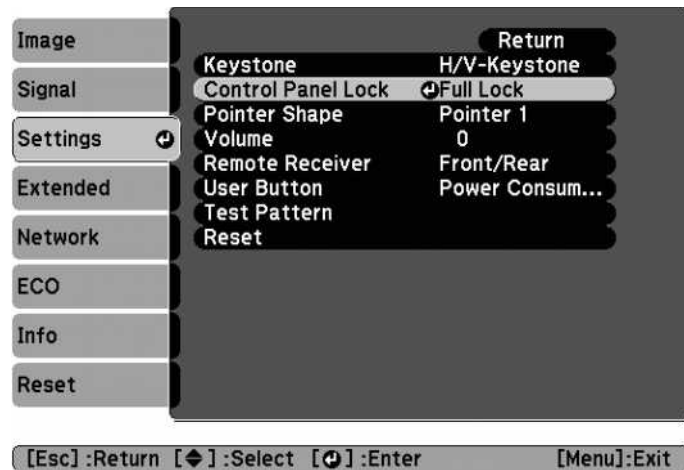 Image
Signal
Settings
Extended
Network
ECO
Info
Reset
Return
Keystone H/V-Keystone
Control Panel Lock Full Lock
Pointer Shape Pointer 1
Volume 0
Remote Receiver Front/Rear
User Button Power Consum...
Test Pattern
Reset
[Esc] :Return [◆] :Select [⏎] :Enter [Menu]:Exit